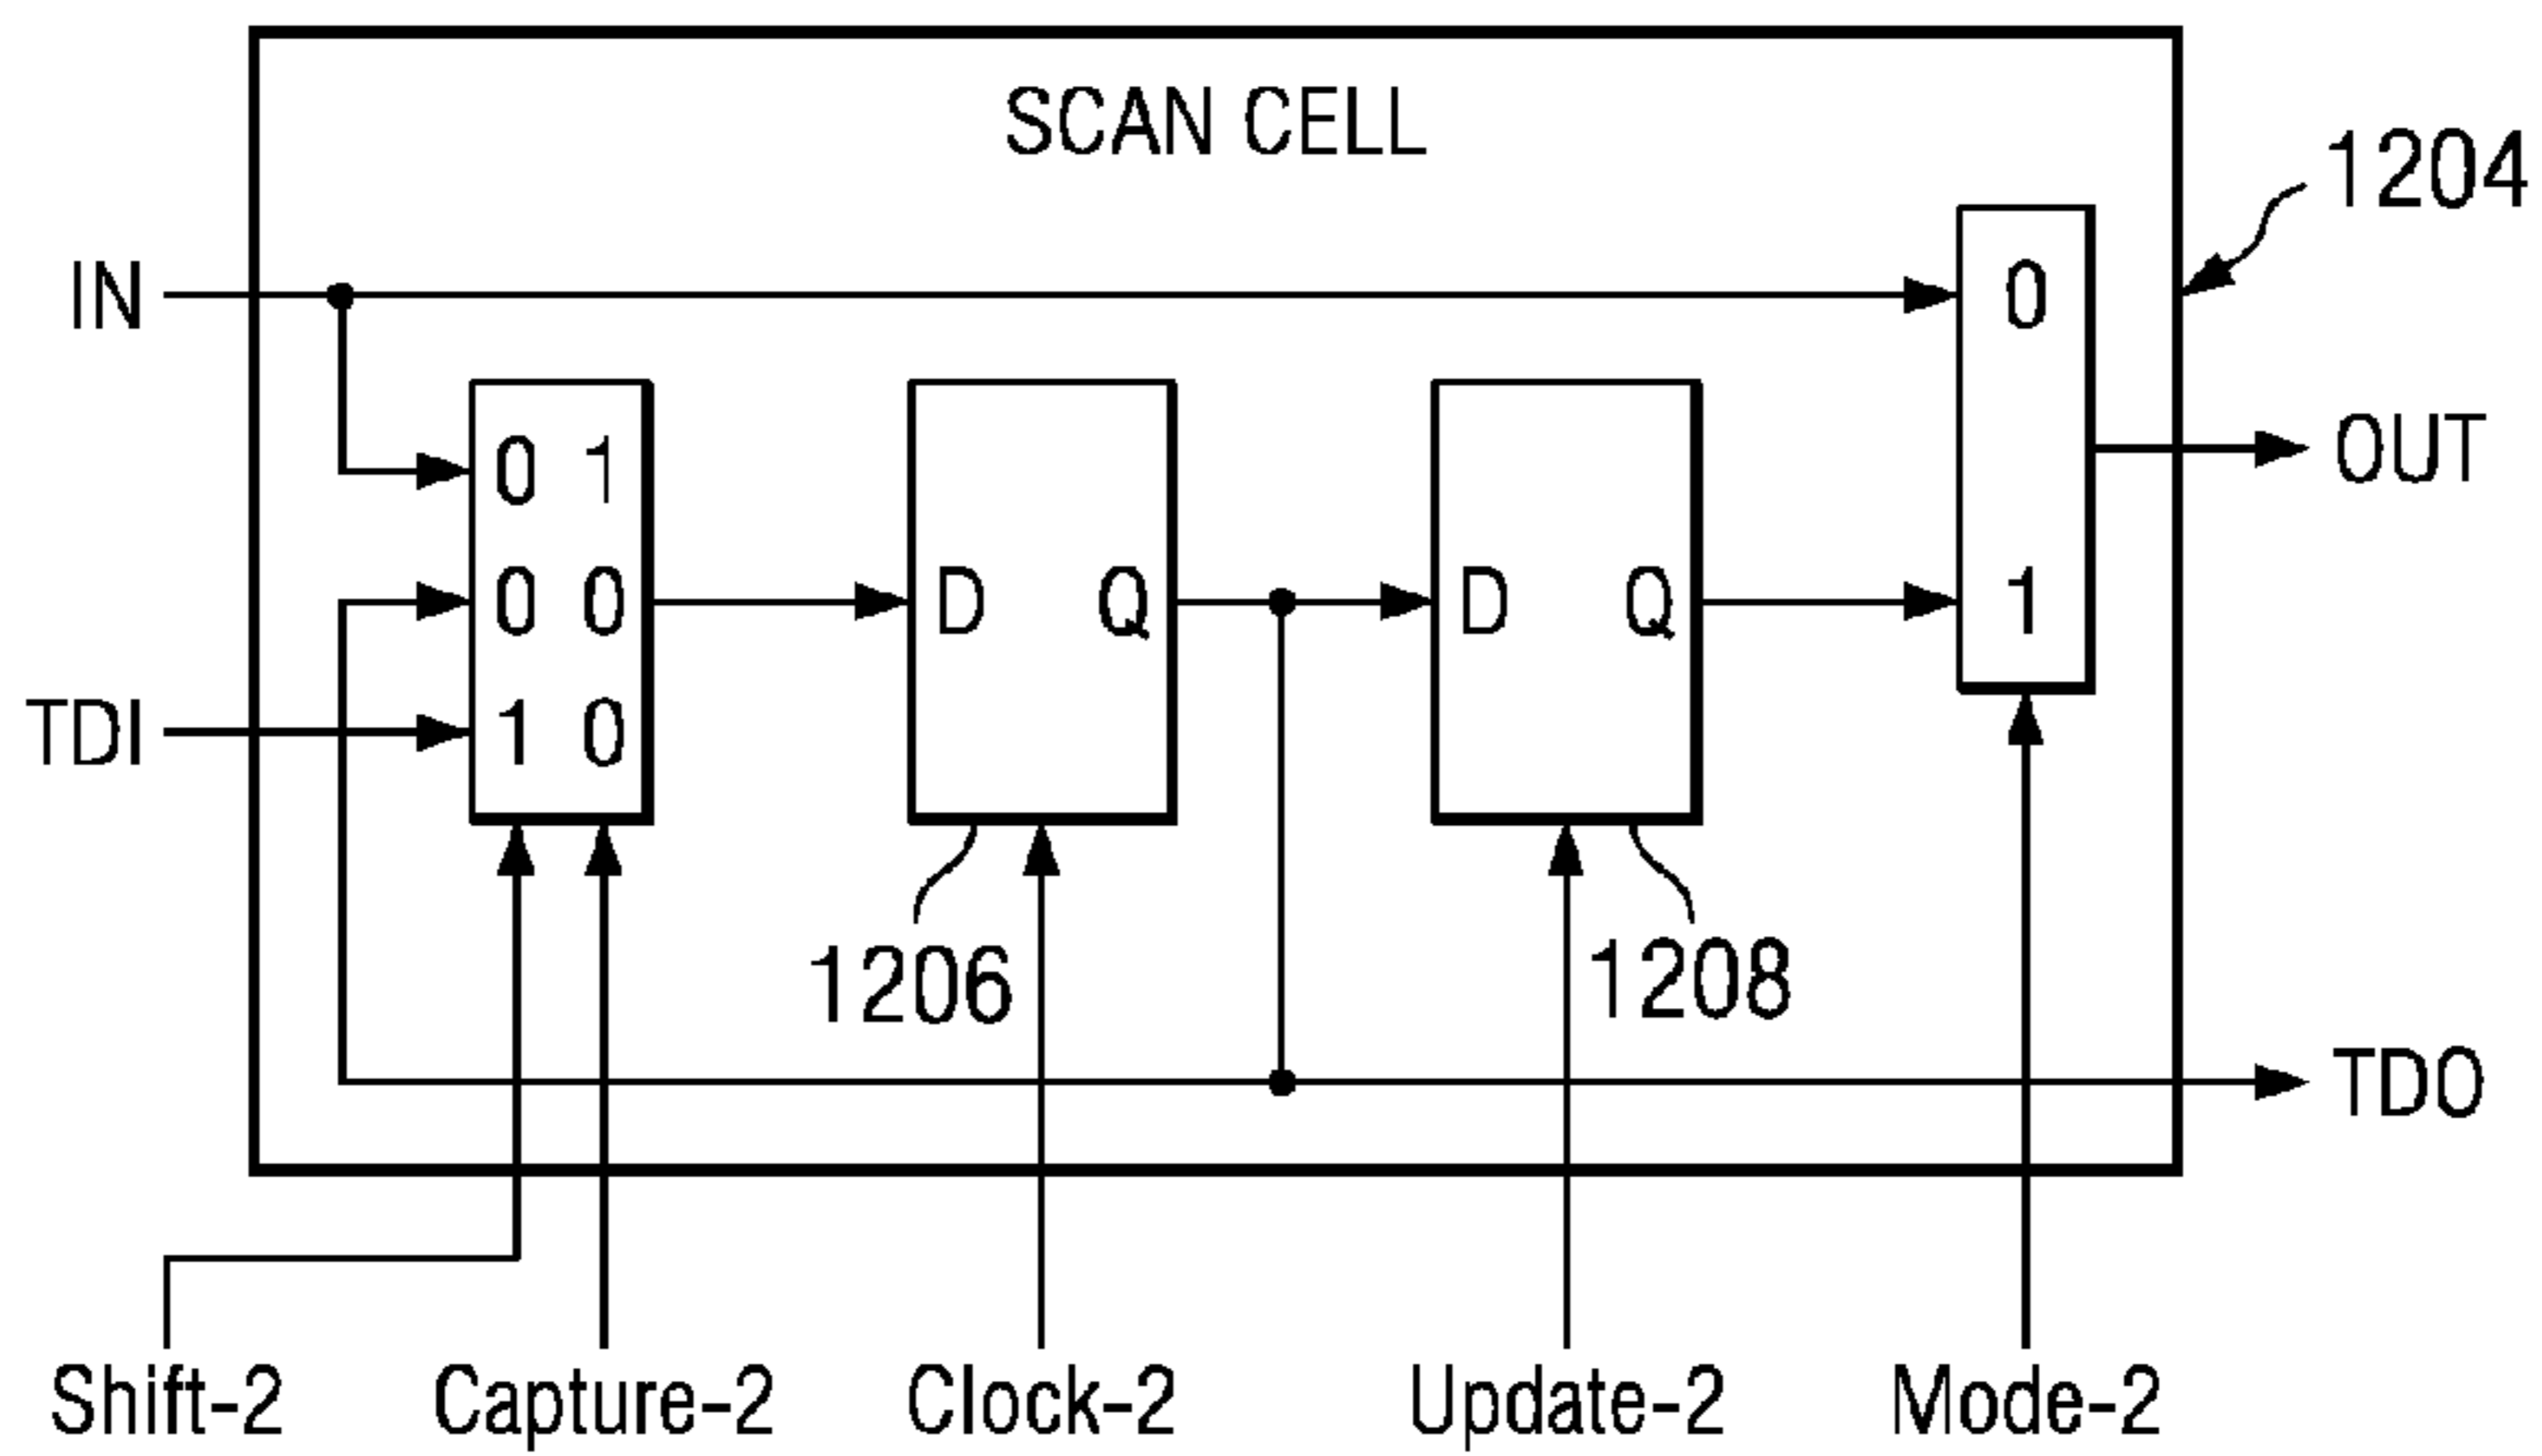 SCAN CELL
1204
IN
0
0 1
OUT
0 0
D Q
D Q
1
TDI
1 0
1206
1208
TDO
Shift-2
Capture-2
Clock-2
Update-2
Mode-2